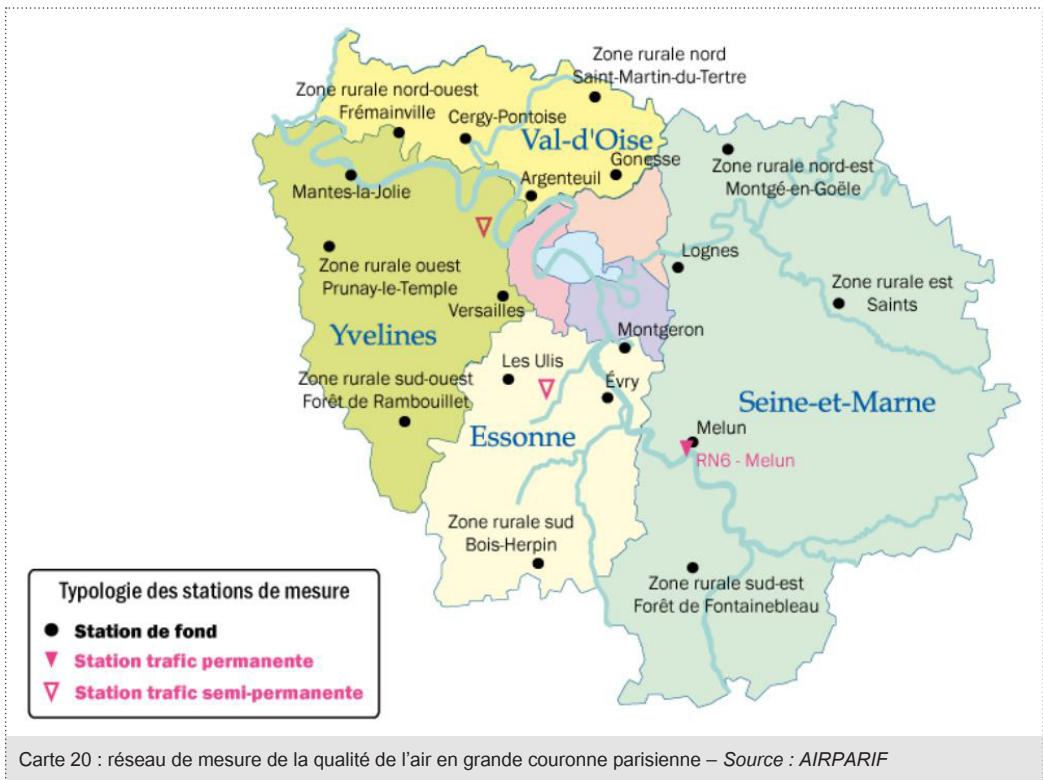 Zone rurale nord
Saint-Martin-du-Tertre
Zone rurale nord-ouest
Frémainville
Cergy-Pontoise
Val-d'Oise
Gonesse
Zone rurale nord-est
Montgé-en-Goële
Mantes-la-Jolie
Argenteuil
Lognes
Zone rurale ouest
Prunay-le-Temple
Zone rurale est
Saints
Versailles
Yvelines
Montgeron
Les Ulis
Zone rurale sud-ouest
Forêt de Rambouillet
Évry
Seine-et-Marne
Essonne
Melun
RN6 - Melun
Zone rurale sud
Bois-Herpin
Zone rurale sud-est
Forêt de Fontainebleau
Typologie des stations de mesure
Station de fond
Station trafic permanente
Station trafic semi-permanente
Carte 20 : réseau de mesure de la qualité de l’air en grande couronne parisienne – Source : AIRPARIF